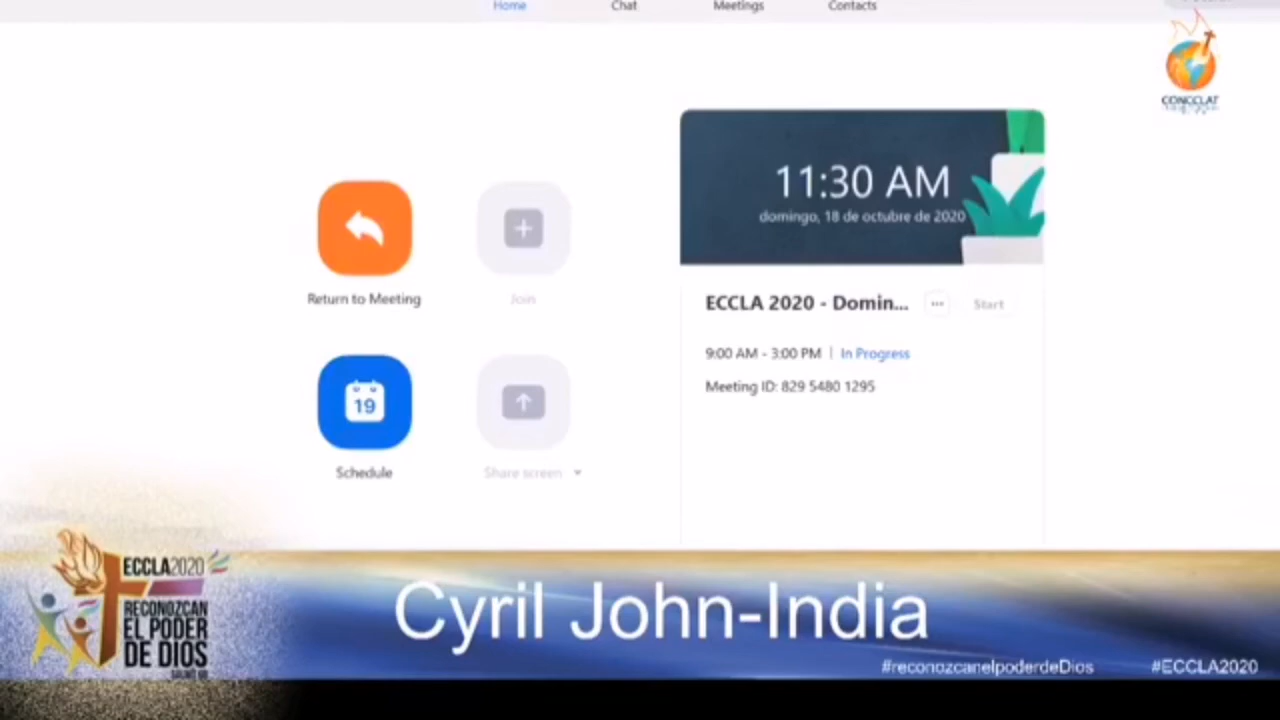 Home Chat Meetings Contacts
CONCCLAT
11:30 AM
domingo, 18 de octubre de 2020
Return to Meeting
Join
ECCLA 2020 - Domin... Start
9:00 AM - 3:00 PM | In Progress
Meeting ID: 829 5480 1295
19
Schedule
Share screen
ECCLA2020
RECONOZCAN
EL PODER
DE DIOS
Cyril John-India
#reconozcanelpoderdeDios #ECCLA2020